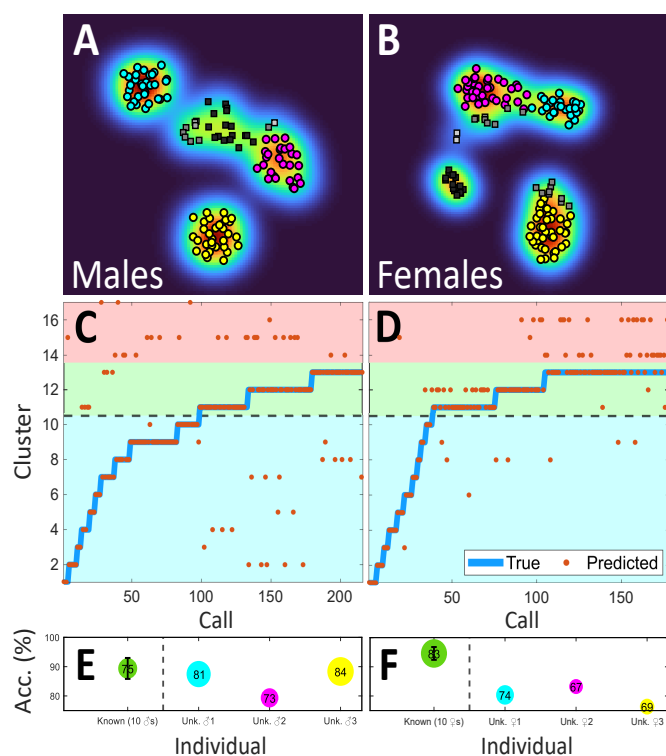 A
Males
B
Females
C
D
Cluster
16
14
12
10
8
6
4
2
50
100
150
200
50
100
150
Call
Call
True
Predicted
E
F
Acc. (%)
100
90
80
75
81
73
84
83
74
67
69
Known (10 ♂s)
Unk. ♂1
Unk. ♂2
Unk. ♂3
Known (10 ♀s)
Unk. ♀1
Unk. ♀2
Unk. ♀3
Individual
Individual